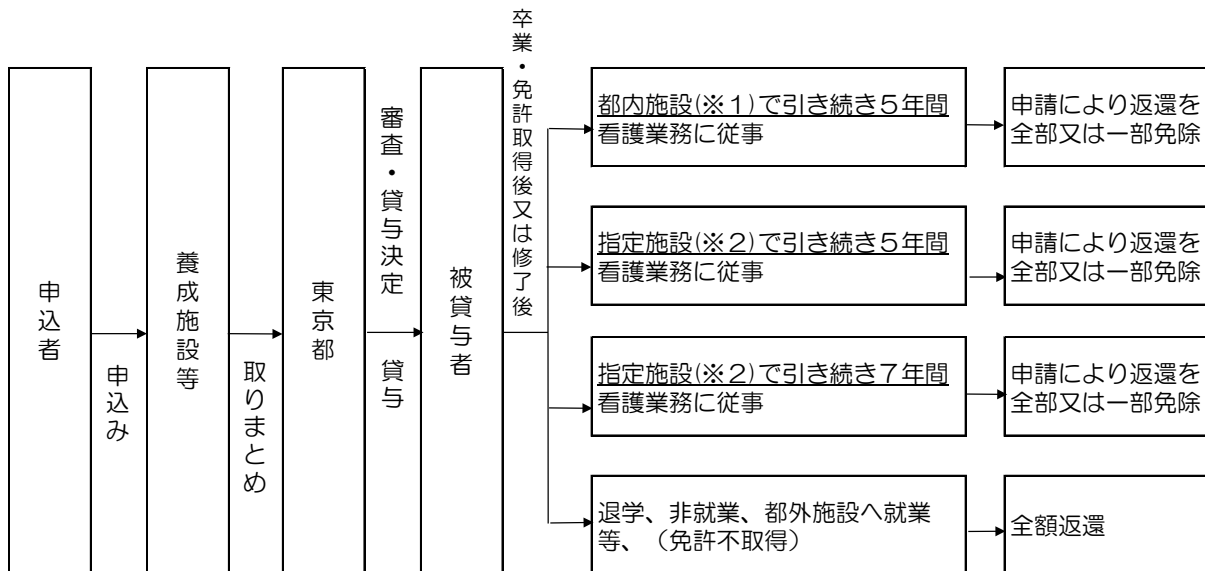 申込者
申込み
養成施設等
取りまとめ
東京都
審査・貸与決定
貸与
被貸与者
卒業・免許取得後又は修了後
都内施設(※１)で引き続き５年間
看護業務に従事
申請により返還を
全部又は一部免除
指定施設(※２)で引き続き５年間
看護業務に従事
申請により返還を
全部又は一部免除
指定施設(※２)で引き続き７年間
看護業務に従事
申請により返還を
全部又は一部免除
退学、非就業、都外施設へ就業
等、（免許不取得）
全額返還